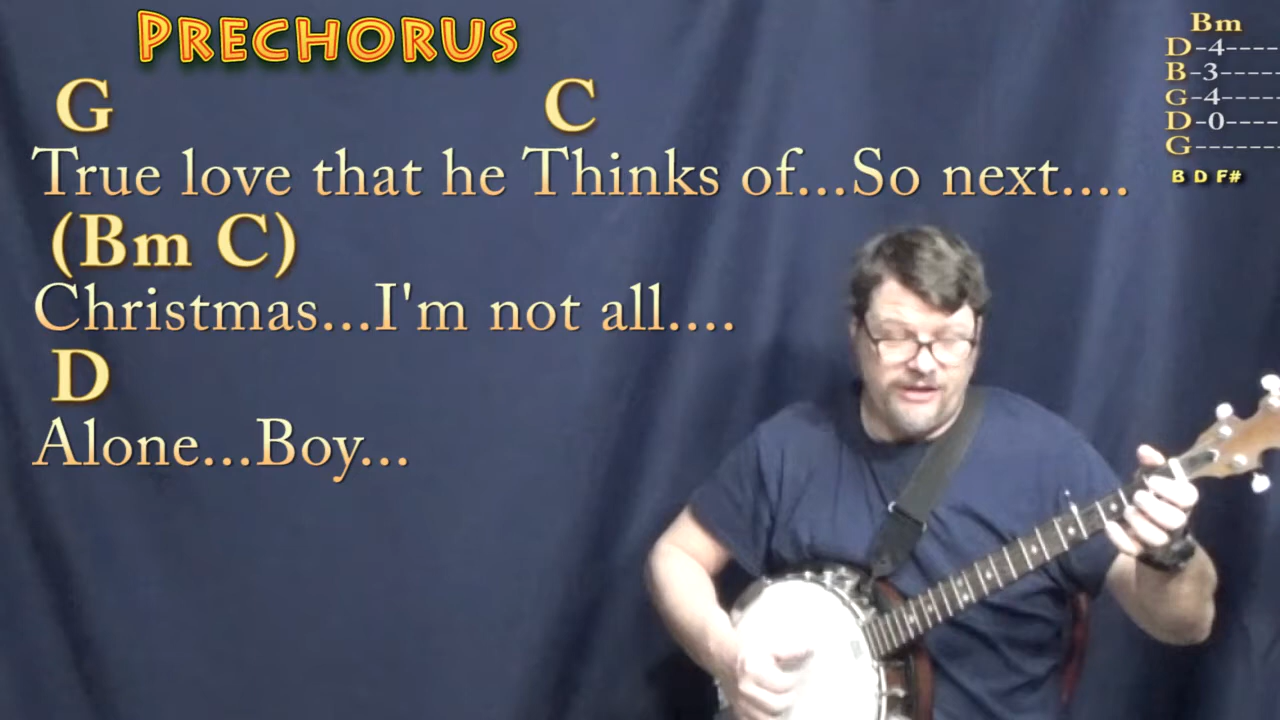 PRECHORUS
G C
True love that he Thinks of...So next....
(Bm C)
Christmas...I'm not all....
D
Alone...Boy...
Bm
D-4----
B-3-----
G-4----
D-0----
G-------
B D F#